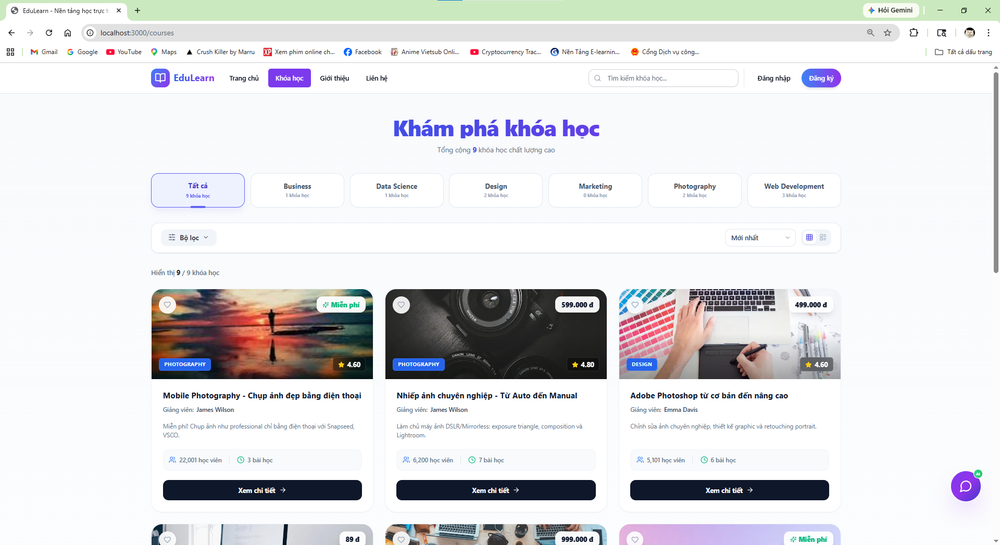 EduLearn - Nền tảng học trực t
Hỏi Gemini
localhost:3000/courses
Gmail
Google
YouTube
Maps
Crush Killer by Marru
Xem phim online ch...
Facebook
Anime Vietsub Onli...
Cryptocurrency Trac...
Nền Tảng E-learnin...
Cổng Dịch vụ công...
Tất cả dấu trang
EduLearn
Trang chủ
Khóa học
Giới thiệu
Liên hệ
Tìm kiếm khóa học...
Đăng nhập
Đăng ký
Khám phá khóa học
Tổng cộng 9 khóa học chất lượng cao
Tất cả
9 khóa học
Business
1 khóa học
Data Science
1 khóa học
Design
2 khóa học
Marketing
0 khóa học
Photography
2 khóa học
Web Development
3 khóa học
Bộ lọc
Mới nhất
Hiển thị 9 / 9 khóa học
Miễn phí
PHOTOGRAPHY
4.60
Mobile Photography - Chụp ảnh đẹp bằng điện thoại
Giảng viên: James Wilson
Miễn phí! Chụp ảnh như professional chỉ bằng điện thoại với Snapseed,
VSCO.
22,001 học viên
3 bài học
Xem chi tiết
599.000 đ
CANON LENS EF 50mm
PHOTOGRAPHY
4.80
Nhiếp ảnh chuyên nghiệp - Từ Auto đến Manual
Giảng viên: James Wilson
Làm chủ máy ảnh DSLR/Mirrorless: exposure triangle, composition và
Lightroom.
6,200 học viên
7 bài học
Xem chi tiết
499.000 đ
DESIGN
4.60
Adobe Photoshop từ cơ bản đến nâng cao
Giảng viên: Emma Davis
Chỉnh sửa ảnh chuyên nghiệp, thiết kế graphic và retouching portrait.
5,101 học viên
6 bài học
Xem chi tiết
AI
89 đ
999.000 đ
Miễn phí